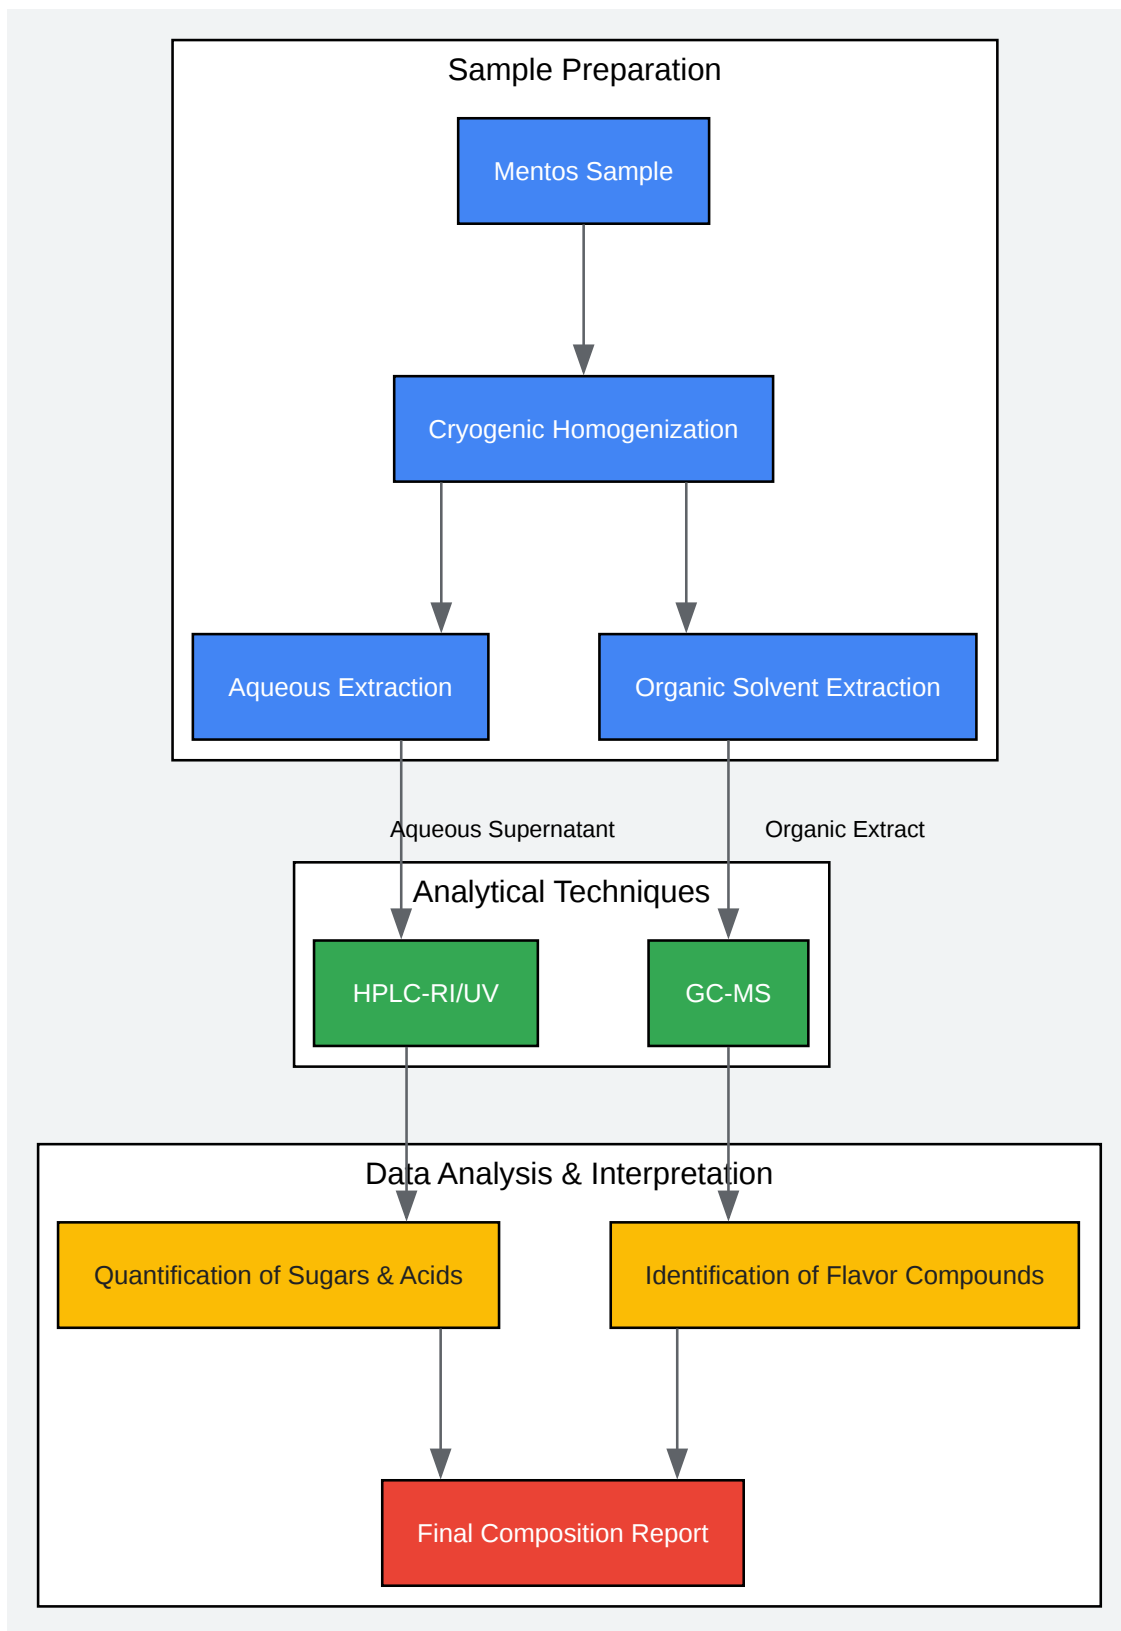 Sample Preparation
Mentos Sample
Cryogenic Homogenization
Aqueous Extraction
Organic Solvent Extraction
Aqueous Supernatant
Organic Extract
Analytical Techniques
HPLC-RI/UV
GC-MS
Data Analysis & Interpretation
Quantification of Sugars & Acids
Identification of Flavor Compounds
Final Composition Report